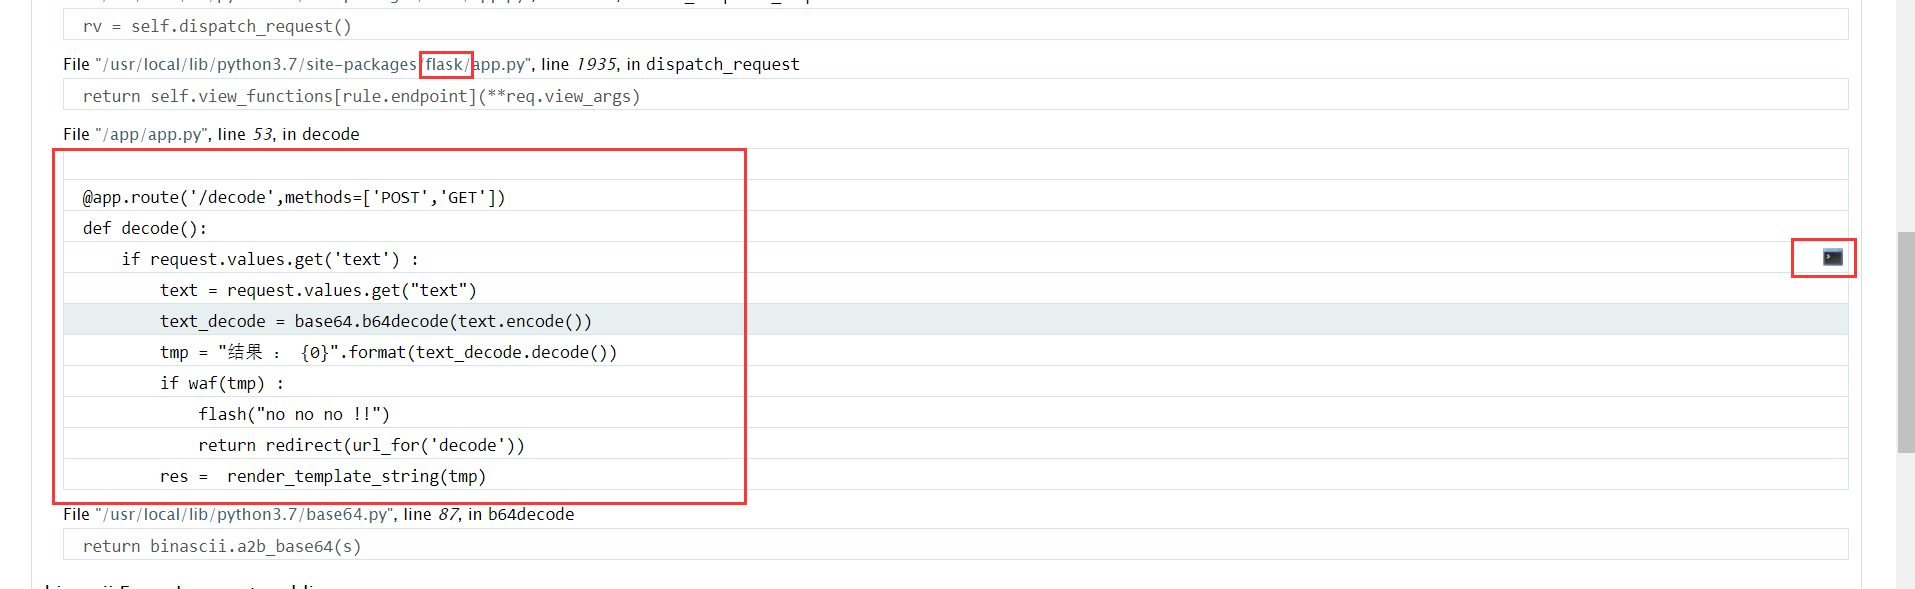 rv = self.dispatch_request()
File "/usr/local/lib/python3.7/site-packages/flask/app.py", line 1935, in dispatch_request
return self.view_functions[rule.endpoint](**req.view_args)
File "/app/app.py", line 53, in decode
@app.route('/decode',methods=['POST','GET'])
def decode():
    if request.values.get('text') :
        text = request.values.get("text")
        text_decode = base64.b64decode(text.encode())
        tmp = "结果 ： {0}".format(text_decode.decode())
        if waf(tmp) :
            flash("no no no !!")
            return redirect(url_for('decode'))
        res =  render_template_string(tmp)
File "/usr/local/lib/python3.7/base64.py", line 87, in b64decode
return binascii.a2b_base64(s)